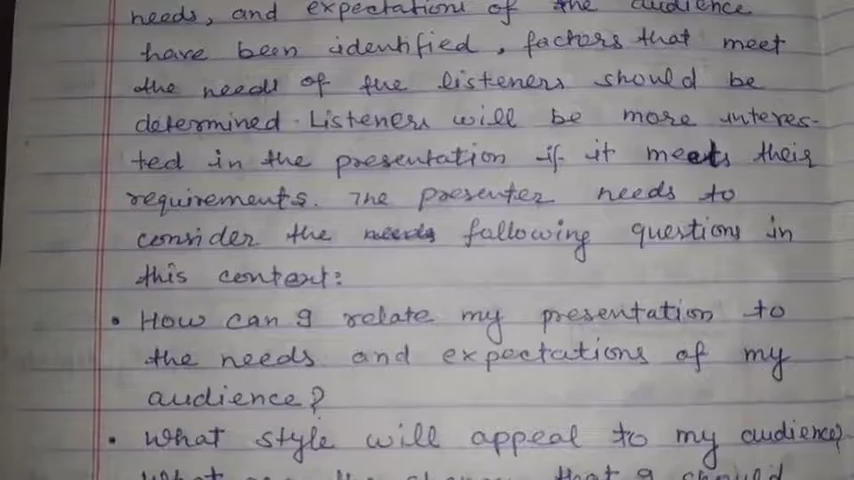 needs, and expectations of the audience
have been identified, factors that meet
the needs of the listeners should be
determined. Listeners will be more interes-
ted in the presentation if it meets their
requirements. The presenter needs to
consider the needs following questions in
this context:
• How can I relate my presentation to
the needs and expectations of my
audience?
• What style will appeal to my audience?
What that I should